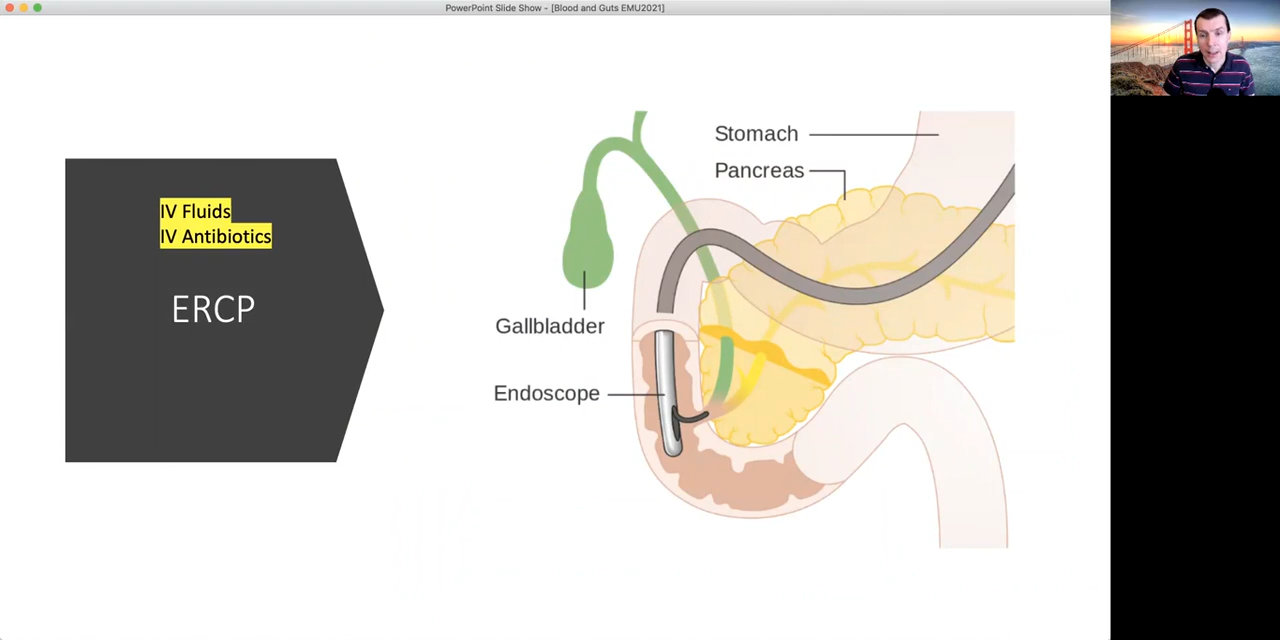 PowerPoint Slide Show - [Blood and Guts EMU2021]
IV Fluids
IV Antibiotics
ERCP
Stomach
Pancreas
Gallbladder
Endoscope